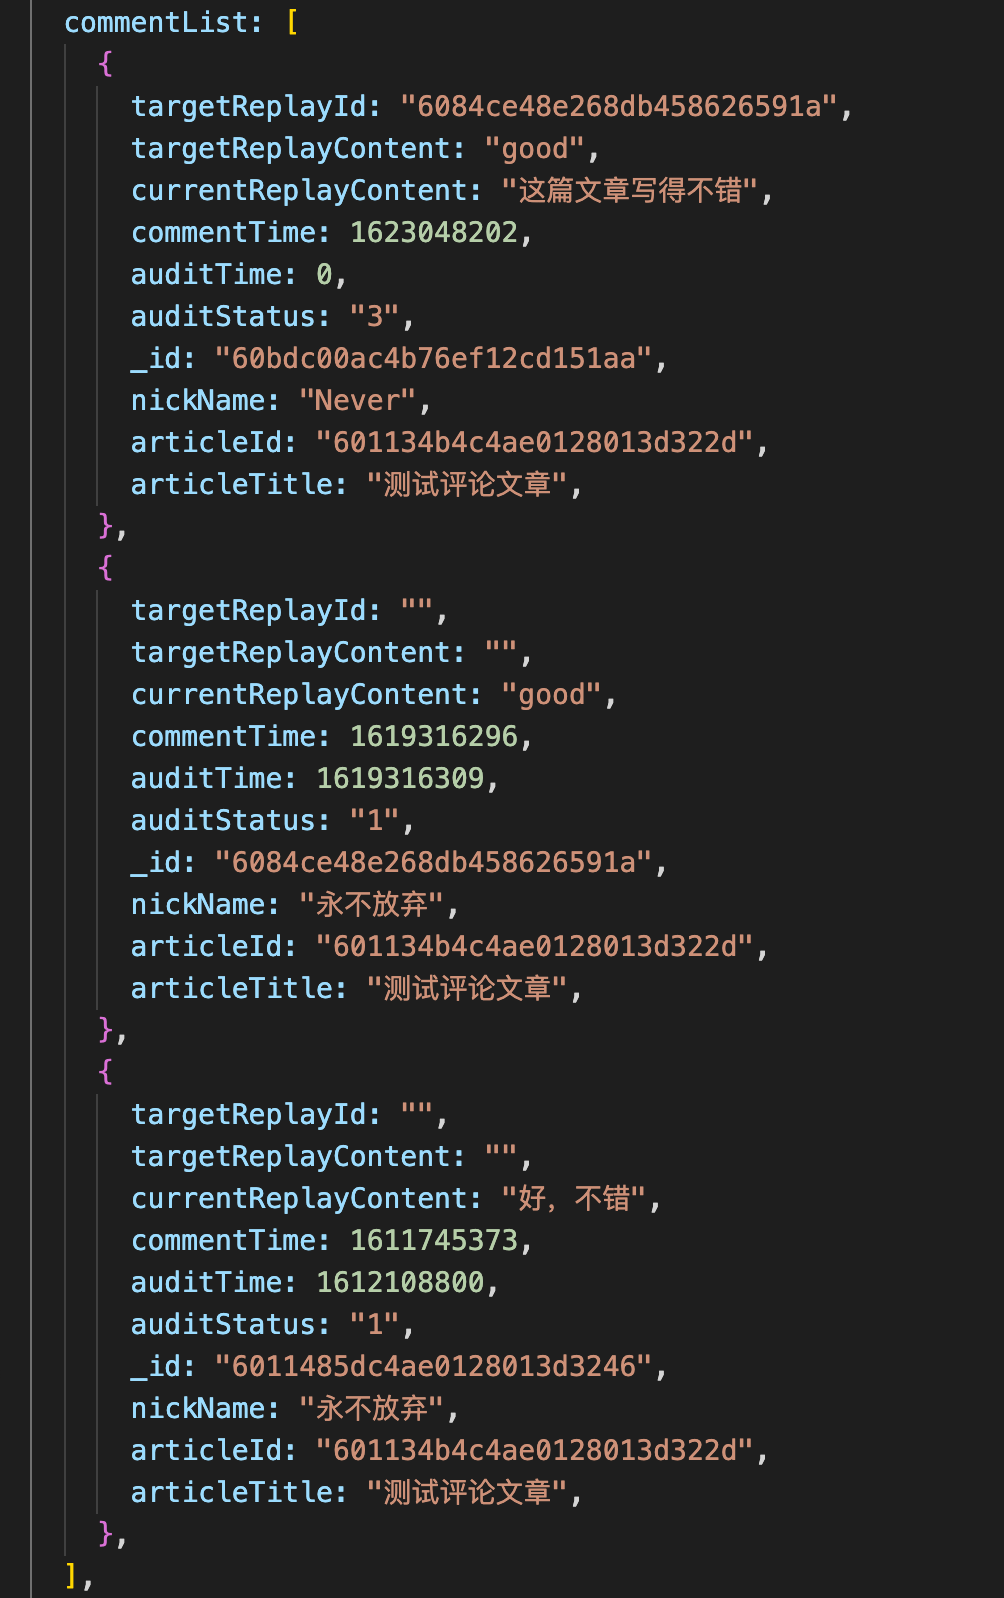 commentList: [
{
targetReplayId: "6084ce48e268db458626591a",
targetReplayContent: "good",
currentReplayContent: "这篇文章写得不错",
commentTime: 1623048202,
auditTime: 0,
auditStatus: "3",
_id: "60bdc00ac4b76ef12cd151aa",
nickName: "Never",
articleId: "601134b4c4ae0128013d322d",
articleTitle: "测试评论文章",
},
{
targetReplayId: "",
targetReplayContent: "",
currentReplayContent: "good",
commentTime: 1619316296,
auditTime: 1619316309,
auditStatus: "1",
_id: "6084ce48e268db458626591a",
nickName: "永不放弃",
articleId: "601134b4c4ae0128013d322d",
articleTitle: "测试评论文章",
},
{
targetReplayId: "",
targetReplayContent: "",
currentReplayContent: "好，不错",
commentTime: 1611745373,
auditTime: 1612108800,
auditStatus: "1",
_id: "6011485dc4ae0128013d3246",
nickName: "永不放弃",
articleId: "601134b4c4ae0128013d322d",
articleTitle: "测试评论文章",
},
],